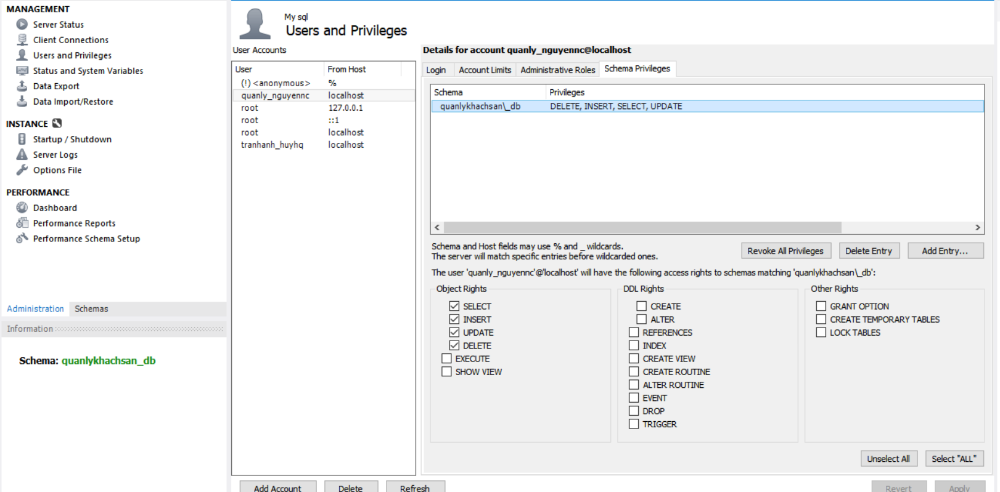 MANAGEMENT
Server Status
Client Connections
Users and Privileges
Status and System Variables
Data Export
Data Import/Restore
INSTANCE
Startup / Shutdown
Server Logs
Options File
PERFORMANCE
Dashboard
Performance Reports
Performance Schema Setup
Administration Schemas
Information
Schema: quanlykhachsan_db
My sql
Users and Privileges
User Accounts
User From Host
(!) <anonymous> %
quanly_nguyennc localhost
root 127.0.0.1
root ::1
root localhost
tranhanh_huyhq localhost
Add Account Delete Refresh
Details for account quanly_nguyennc@localhost
Login Account Limits Administrative Roles Schema Privileges
Schema Privileges
quanlykhachsan\_db DELETE, INSERT, SELECT, UPDATE
Schema and Host fields may use % and _ wildcards.
The server will match specific entries before wildcarded ones.
Revoke All Privileges Delete Entry Add Entry...
The user 'quanly_nguyennc'@'localhost' will have the following access rights to schemas matching 'quanlykhachsan\_db':
Object Rights
SELECT
INSERT
UPDATE
DELETE
EXECUTE
SHOW VIEW
DDL Rights
CREATE
ALTER
REFERENCES
INDEX
CREATE VIEW
CREATE ROUTINE
ALTER ROUTINE
EVENT
DROP
TRIGGER
Other Rights
GRANT OPTION
CREATE TEMPORARY TABLES
LOCK TABLES
Unselect All Select "ALL"
Revert Apply